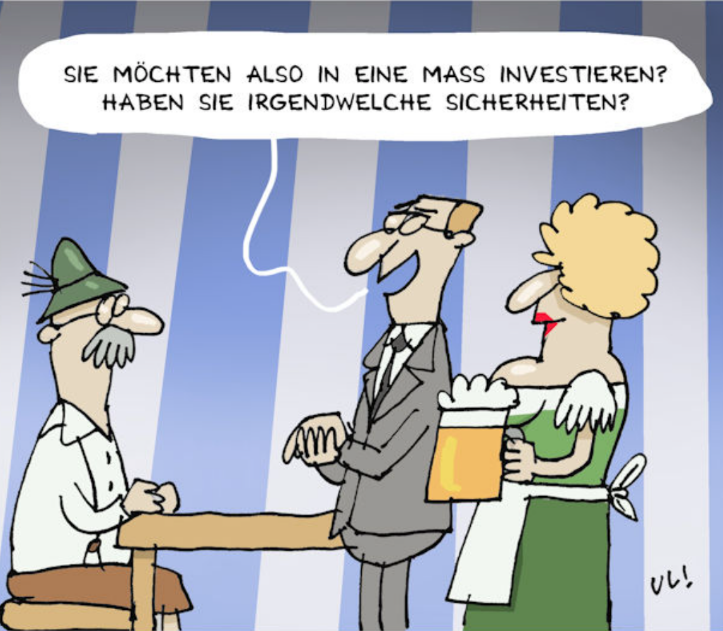 SIE MÖCHTEN ALSO IN EINE MASS INVESTIEREN?
HABEN SIE IRGENDWELCHE SICHERHEITEN?
UL!